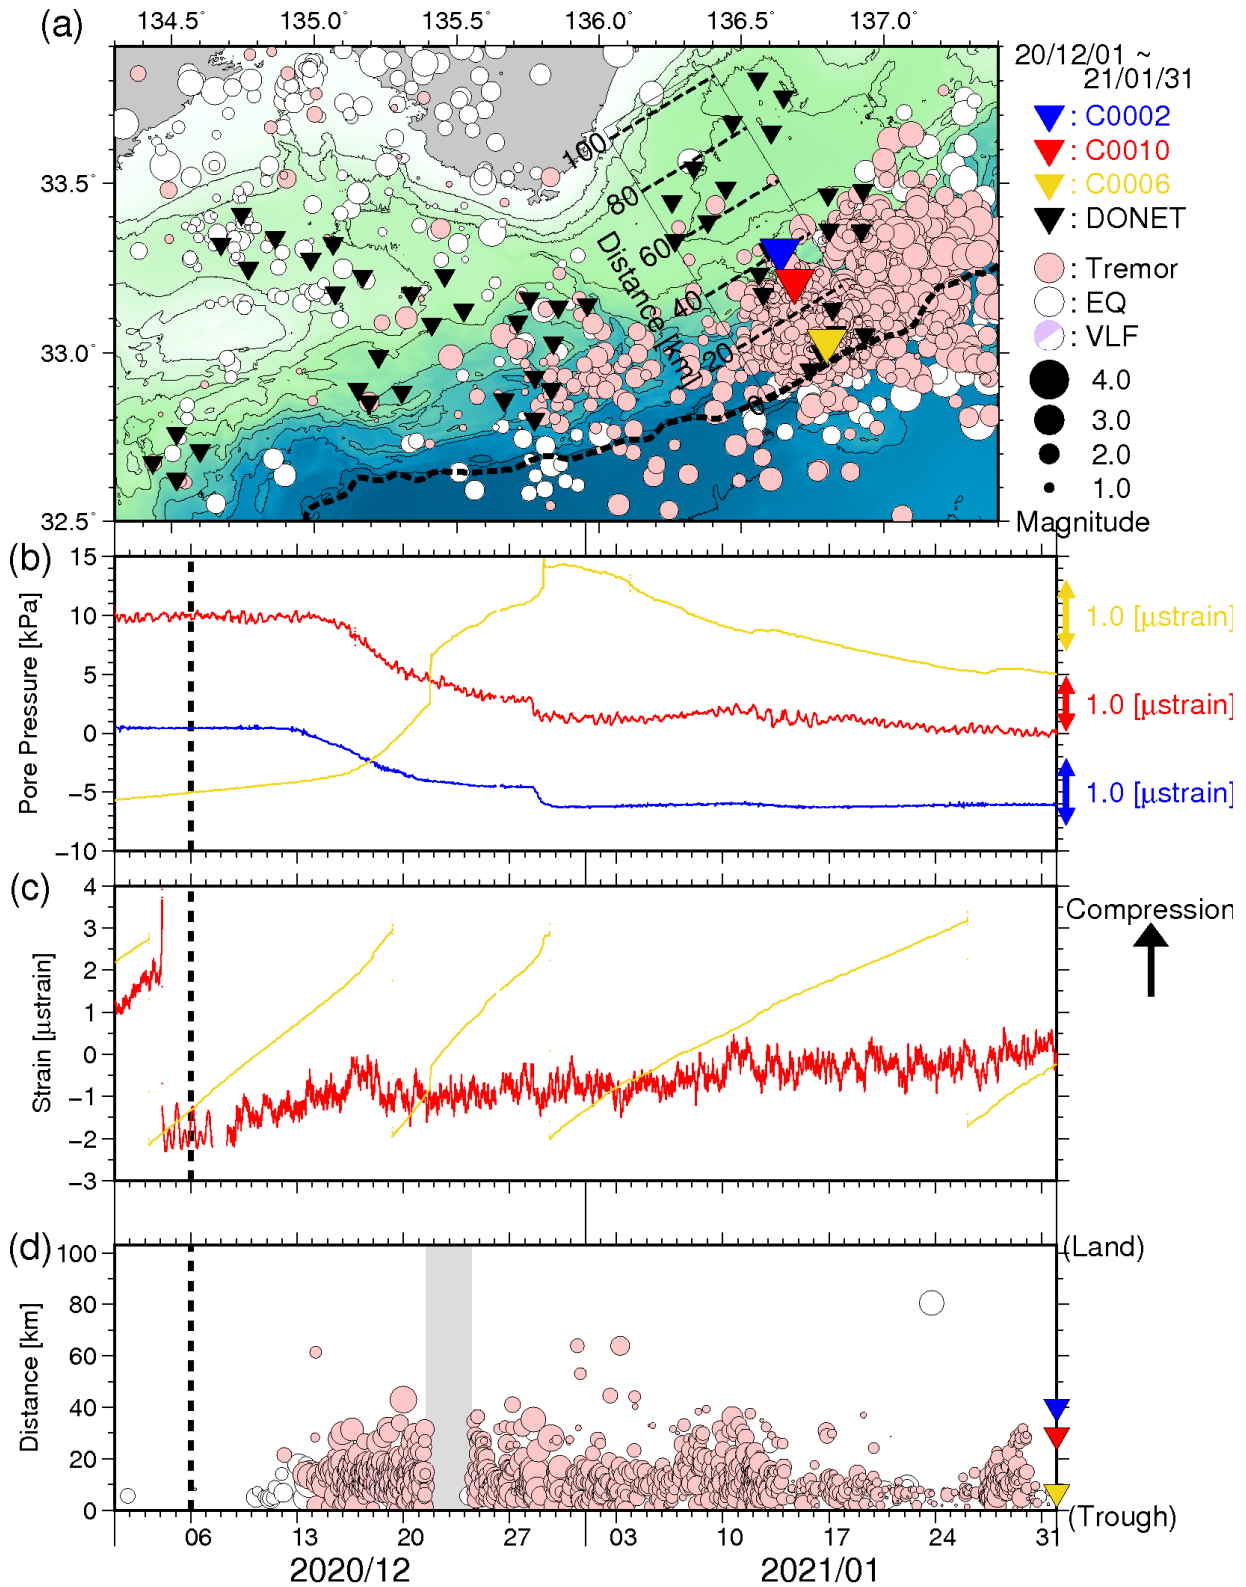 (a)
134.5° 135.0° 135.5° 136.0° 136.5° 137.0°
33.5°
33.0°
32.5°
100
80
60
40
20
0
Distance [km]
20/12/01 ~
21/01/31
: C0002
: C0010
: C0006
: DONET
: Tremor
: EQ
: VLF
4.0
3.0
2.0
1.0
Magnitude
(b)
Pore Pressure [kPa]
15
10
5
0
−5
−10
1.0 [µstrain]
1.0 [µstrain]
1.0 [µstrain]
(c)
Strain [µstrain]
4
3
2
1
0
−1
−2
−3
Compression
(d)
Distance [km]
100
80
60
40
20
0
(Land)
(Trough)
06 13 20 27 03 10 17 24 31
2020/12 2021/01